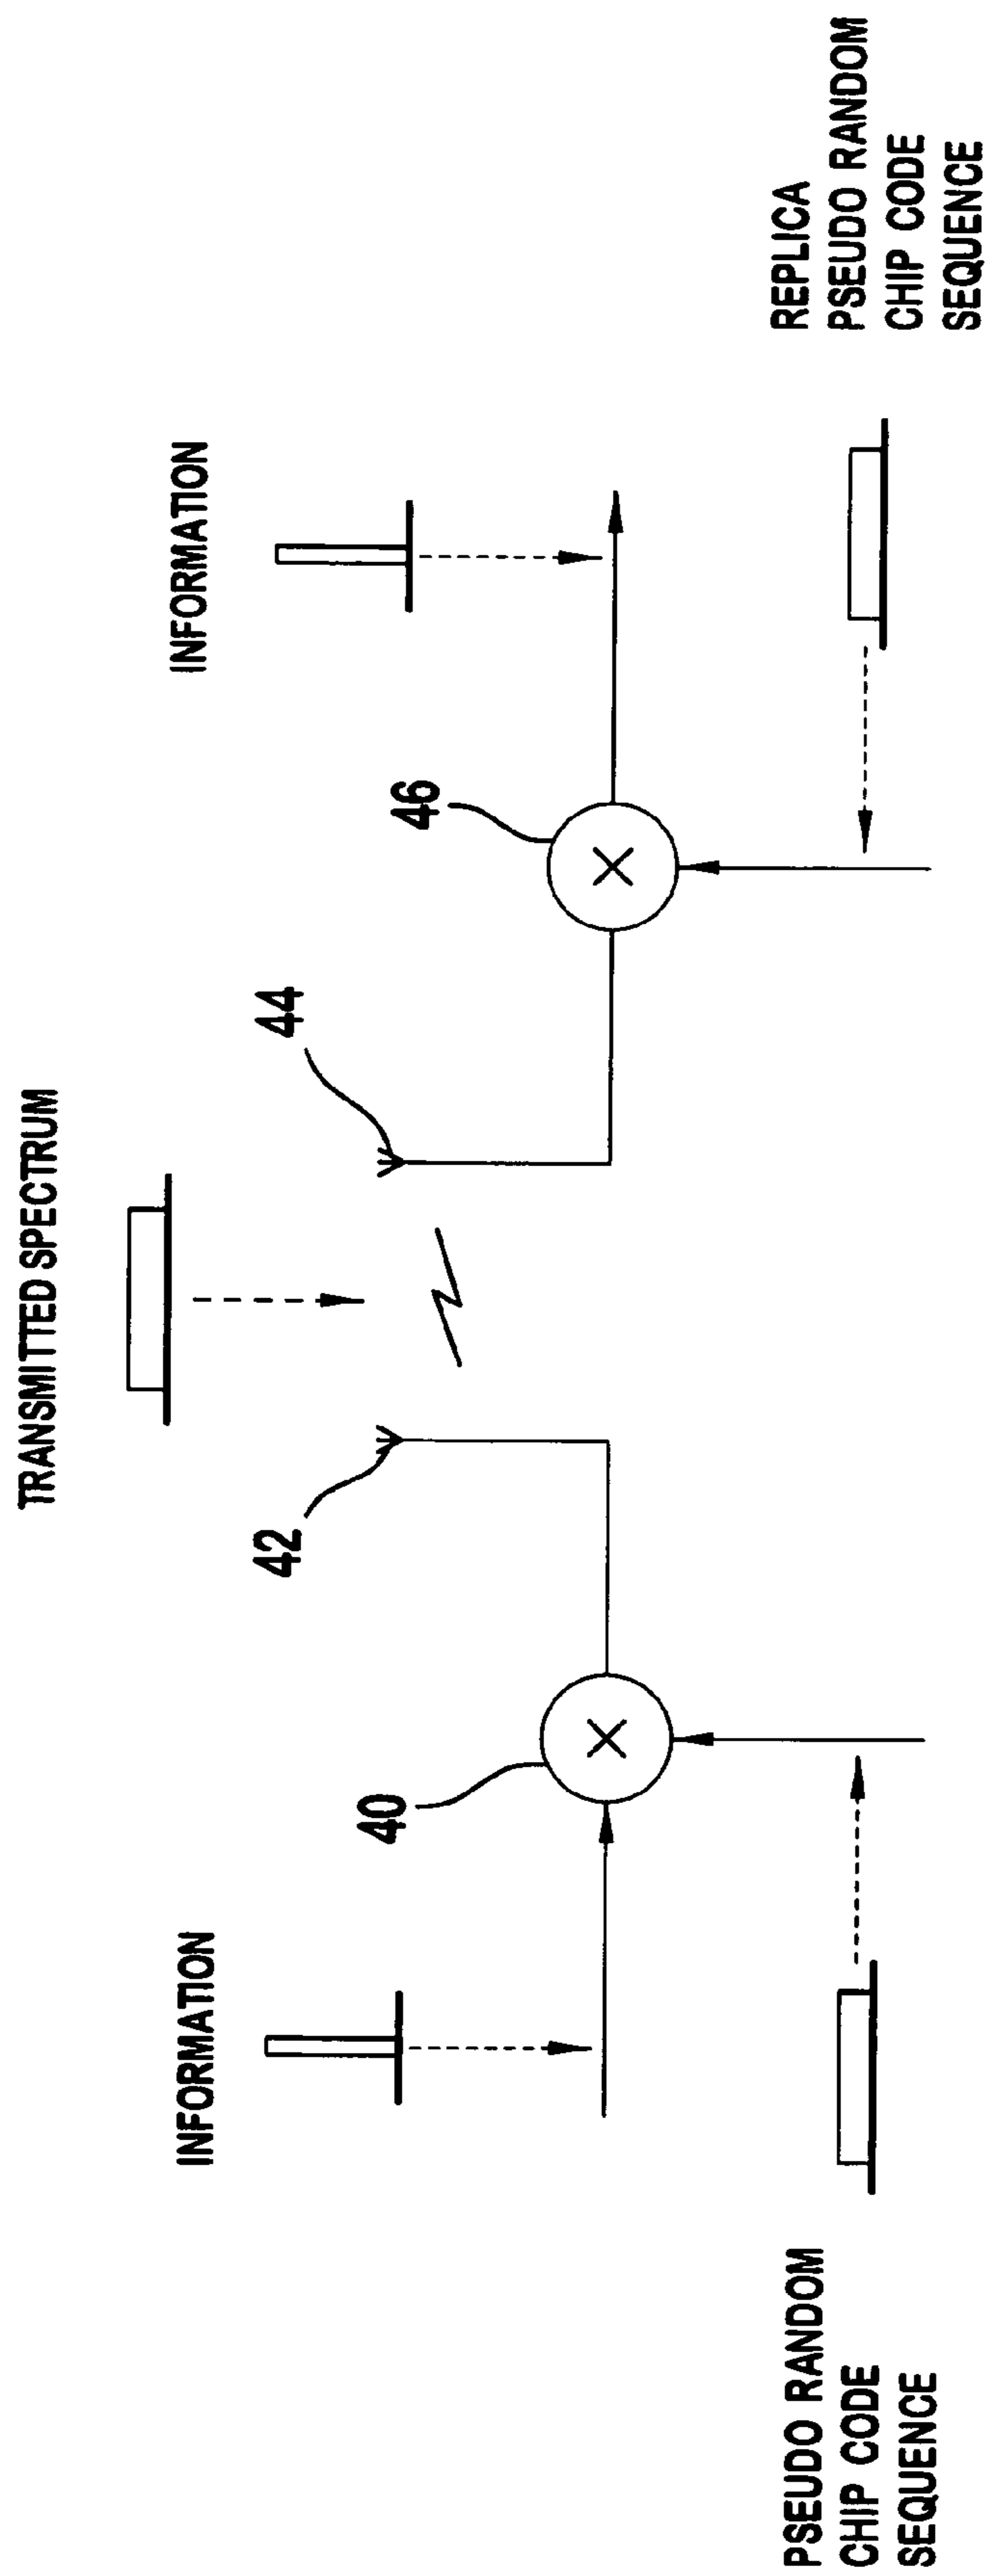 TRANSMITTED SPECTRUM
INFORMATION
INFORMATION
42
44
40
46
PSEUDO RANDOM
CHIP CODE
SEQUENCE
REPLICA
PSEUDO RANDOM
CHIP CODE
SEQUENCE